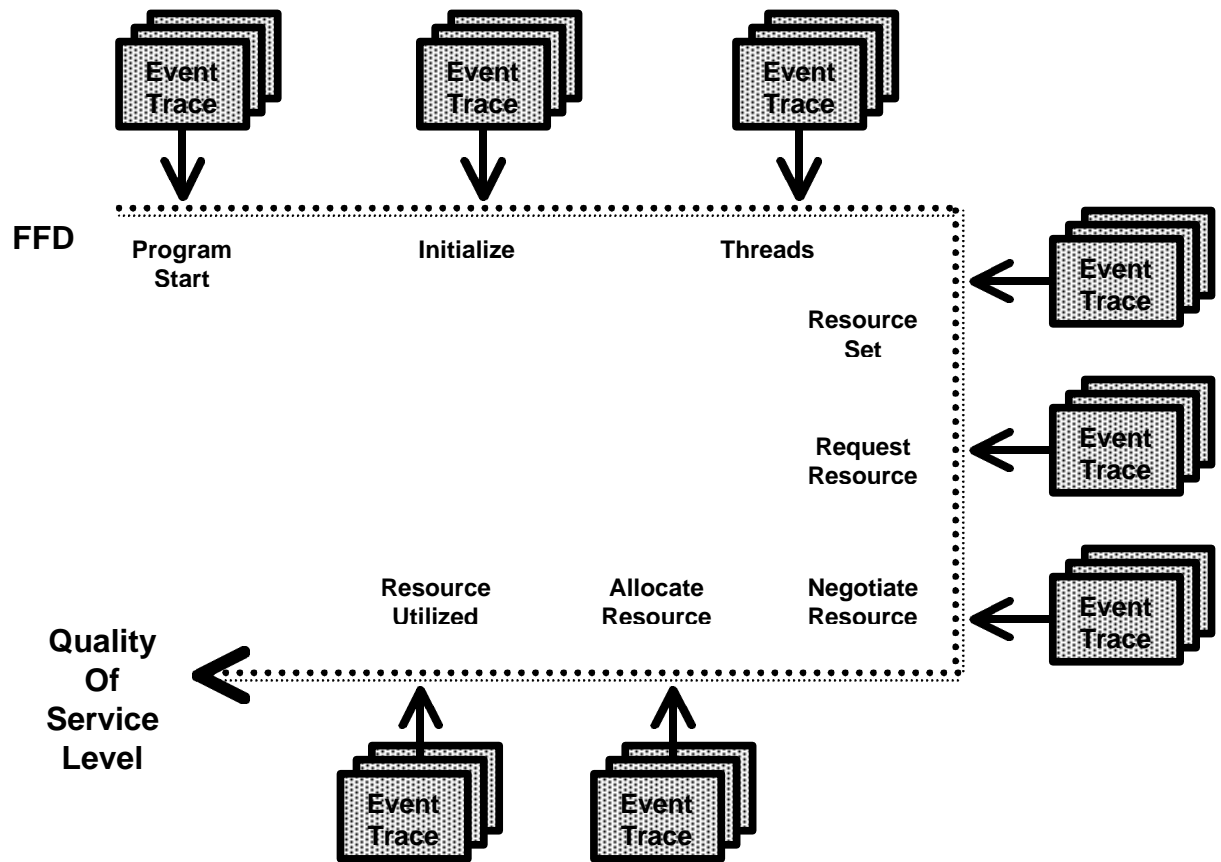 Event
Trace
Event
Trace
Event
Trace
FFD
Program
Start
Initialize
Threads
Event
Trace
Resource
Set
Event
Trace
Request
Resource
Event
Trace
Negotiate
Resource
Allocate
Resource
Resource
Utilized
Quality
Of
Service
Level
Event
Trace
Event
Trace